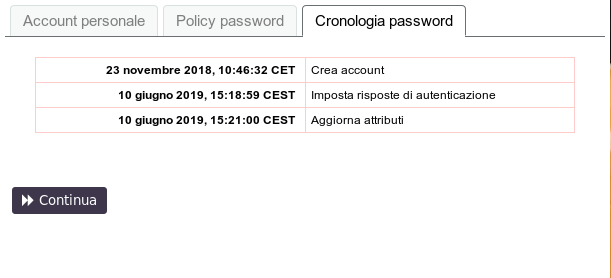 Account personale Policy password Cronologia password
23 novembre 2018, 10:46:32 CET Crea account
10 giugno 2019, 15:18:59 CEST Imposta risposte di autenticazione
10 giugno 2019, 15:21:00 CEST Aggiorna attributi
Continua